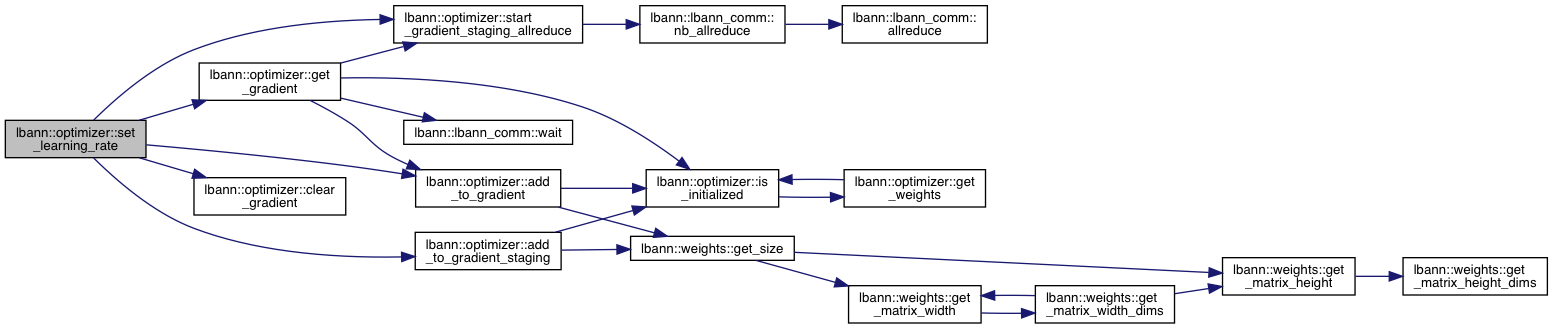 lbann::optimizer::set
_learning_rate
lbann::optimizer::start
_gradient_staging_allreduce
lbann::lbann_comm::
nb_allreduce
lbann::lbann_comm::
allreduce
lbann::optimizer::get
_gradient
lbann::lbann_comm::wait
lbann::optimizer::add
_to_gradient
lbann::optimizer::is
_initialized
lbann::optimizer::get
_weights
lbann::optimizer::clear
_gradient
lbann::optimizer::add
_to_gradient_staging
lbann::weights::get_size
lbann::weights::get
_matrix_height
lbann::weights::get
_matrix_height_dims
lbann::weights::get
_matrix_width
lbann::weights::get
_matrix_width_dims